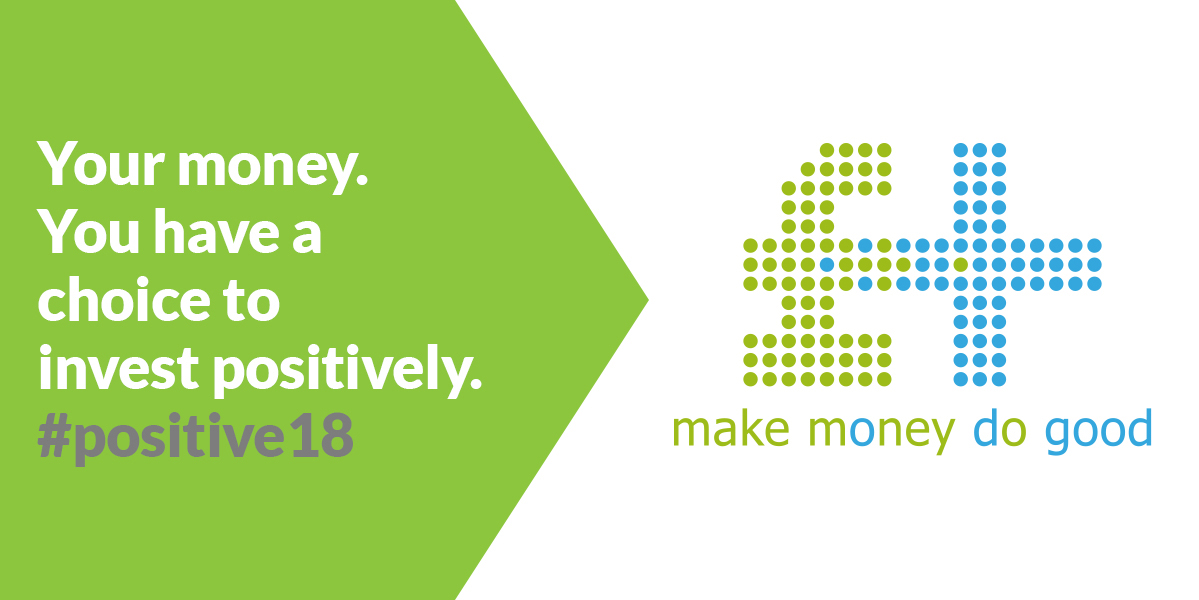 Your money.
You have a
choice to
invest positively.
#positive18
£+
make money do good